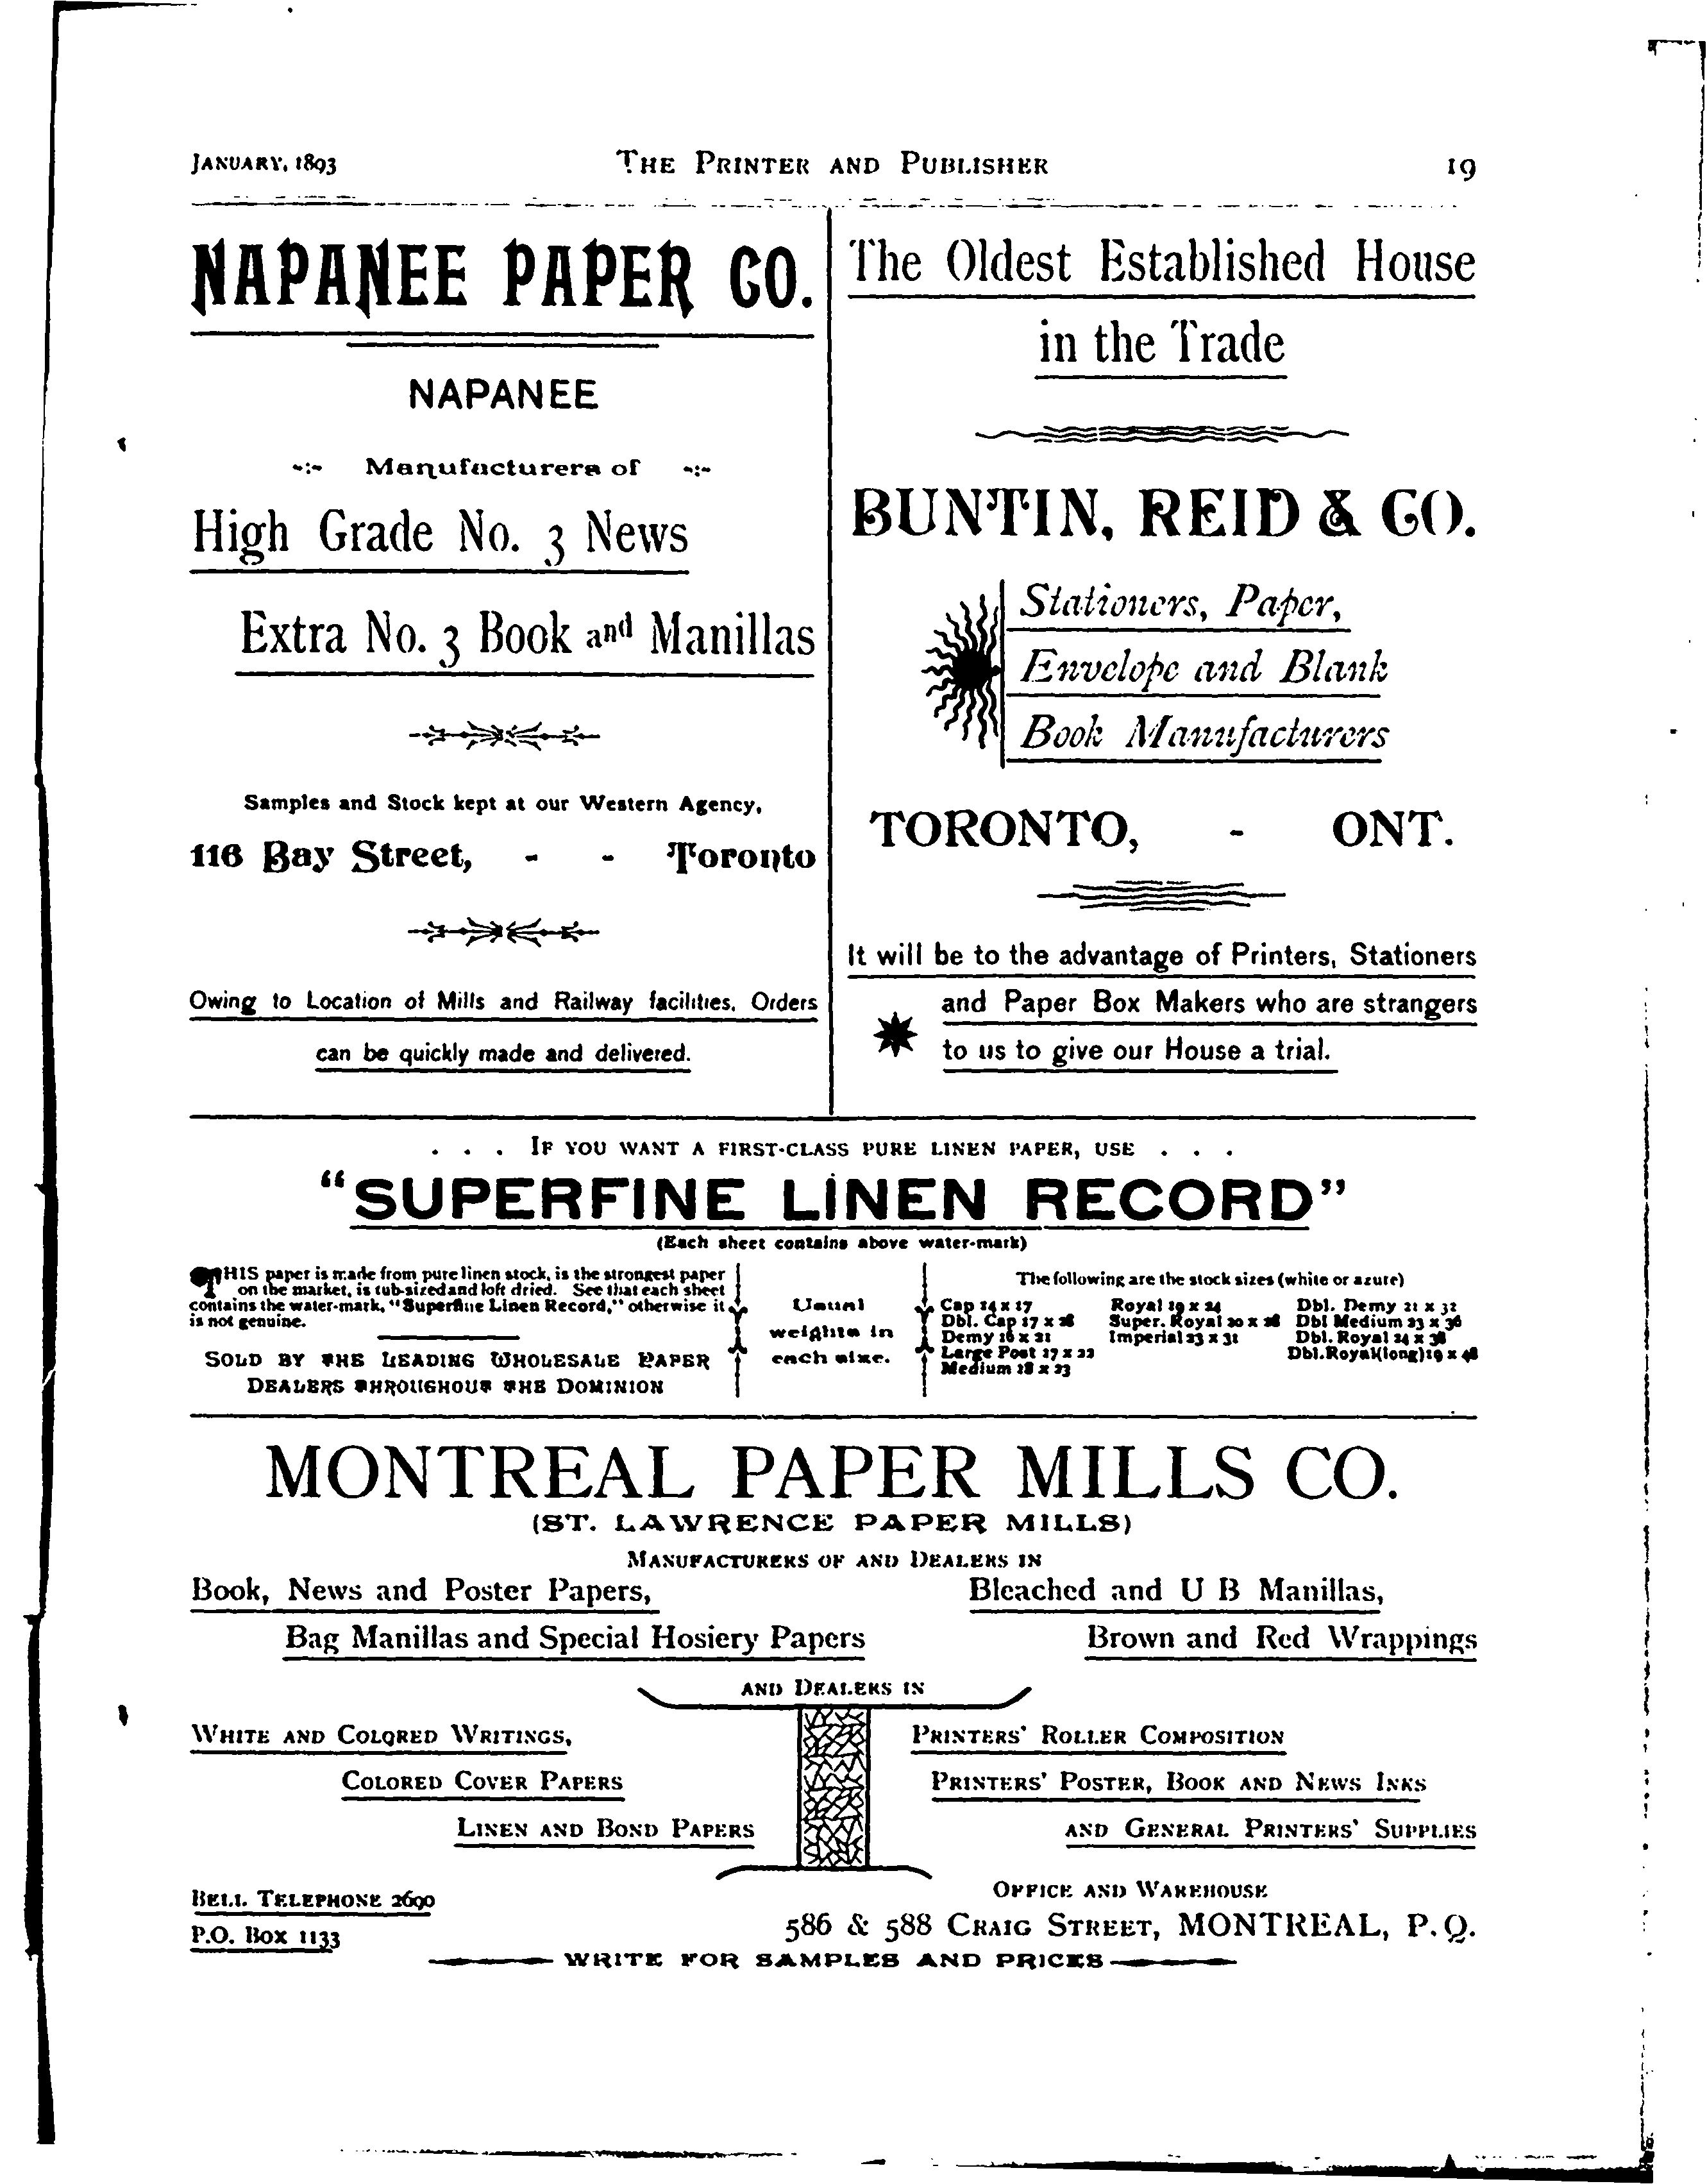 JANUARY, 1893 THE PRINTER AND PUBLISHER 19
NAPANEE PAPER CO.
NAPANEE
Manufacturers of
High Grade No. 3 News
Extra No. 3 Book and Manillas
Samples and Stock kept at our Western Agency,
116 Bay Street, - - Toronto
Owing to Location of Mills and Railway facilities, Orders
can be quickly made and delivered.
The Oldest Established House
in the Trade
BUNTIN, REID & CO.
Stationers, Paper,
Envelope and Blank
Book Manufacturers
TORONTO, - ONT.
It will be to the advantage of Printers, Stationers
and Paper Box Makers who are strangers
to us to give our House a trial.
. . . IF YOU WANT A FIRST-CLASS PURE LINEN PAPER, USE . . .
"SUPERFINE LINEN RECORD"
(Each sheet contains above water-mark)
THIS paper is made from pure linen stock, is the strongest paper
on the market, is tub-sized and loft dried. See that each sheet
contains the water-mark, "Superfine Linen Record," otherwise it
is not genuine.
SOLD BY THE LEADING WHOLESALE PAPER
DEALERS THROUGHOUT THE DOMINION
Usual
weights in
each size.
The following are the stock sizes (white or azure)
Cap 14 x 17
Dbl. Cap 17 x 28
Demy 16 x 21
Large Post 17 x 22
Medium 18 x 23
Royal 19 x 24
Super. Royal 20 x 28
Imperial 23 x 31
Dbl. Demy 21 x 32
Dbl Medium 23 x 36
Dbl. Royal 24 x 38
Dbl. Royal (long) 19 x 48
MONTREAL PAPER MILLS CO.
(ST. LAWRENCE PAPER MILLS)
MANUFACTURERS OF AND DEALERS IN
Book, News and Poster Papers,
Bag Manillas and Special Hosiery Papers
Bleached and U B Manillas,
Brown and Red Wrappings
AND DEALERS IN
WHITE AND COLORED WRITINGS,
COLORED COVER PAPERS
LINEN AND BOND PAPERS
PRINTERS' ROLLER COMPOSITION
PRINTERS' POSTER, BOOK AND NEWS INKS
AND GENERAL PRINTERS' SUPPLIES
BELL TELEPHONE 2690
P.O. BOX 1133
OFFICE AND WAREHOUSE
586 & 588 CRAIG STREET, MONTREAL, P.Q.
WRITE FOR SAMPLES AND PRICES